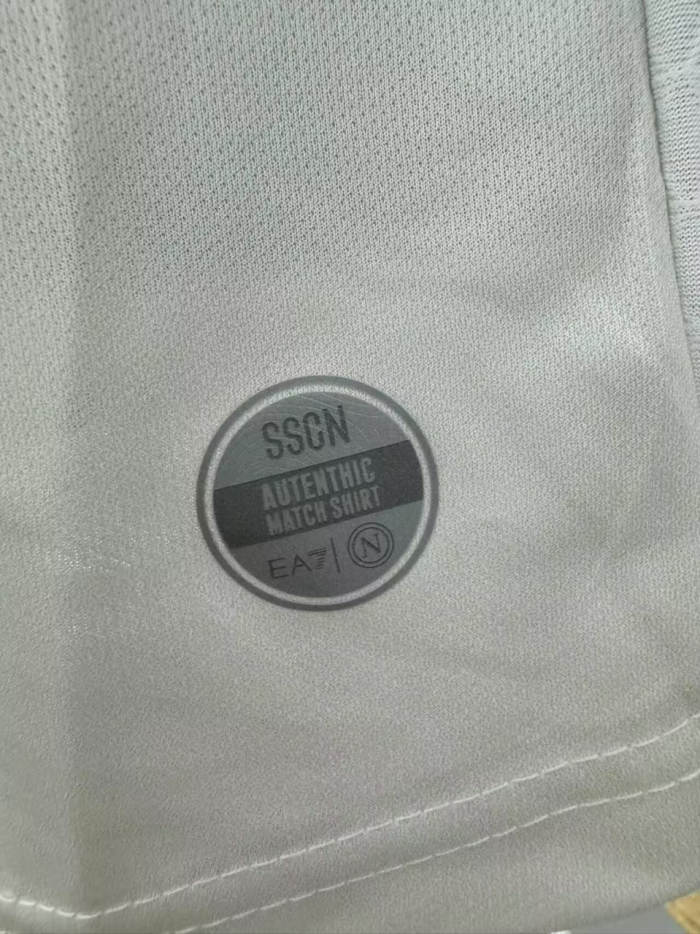 SSCN
AUTENTHIC
MATCH SHIRT
EA7 | N